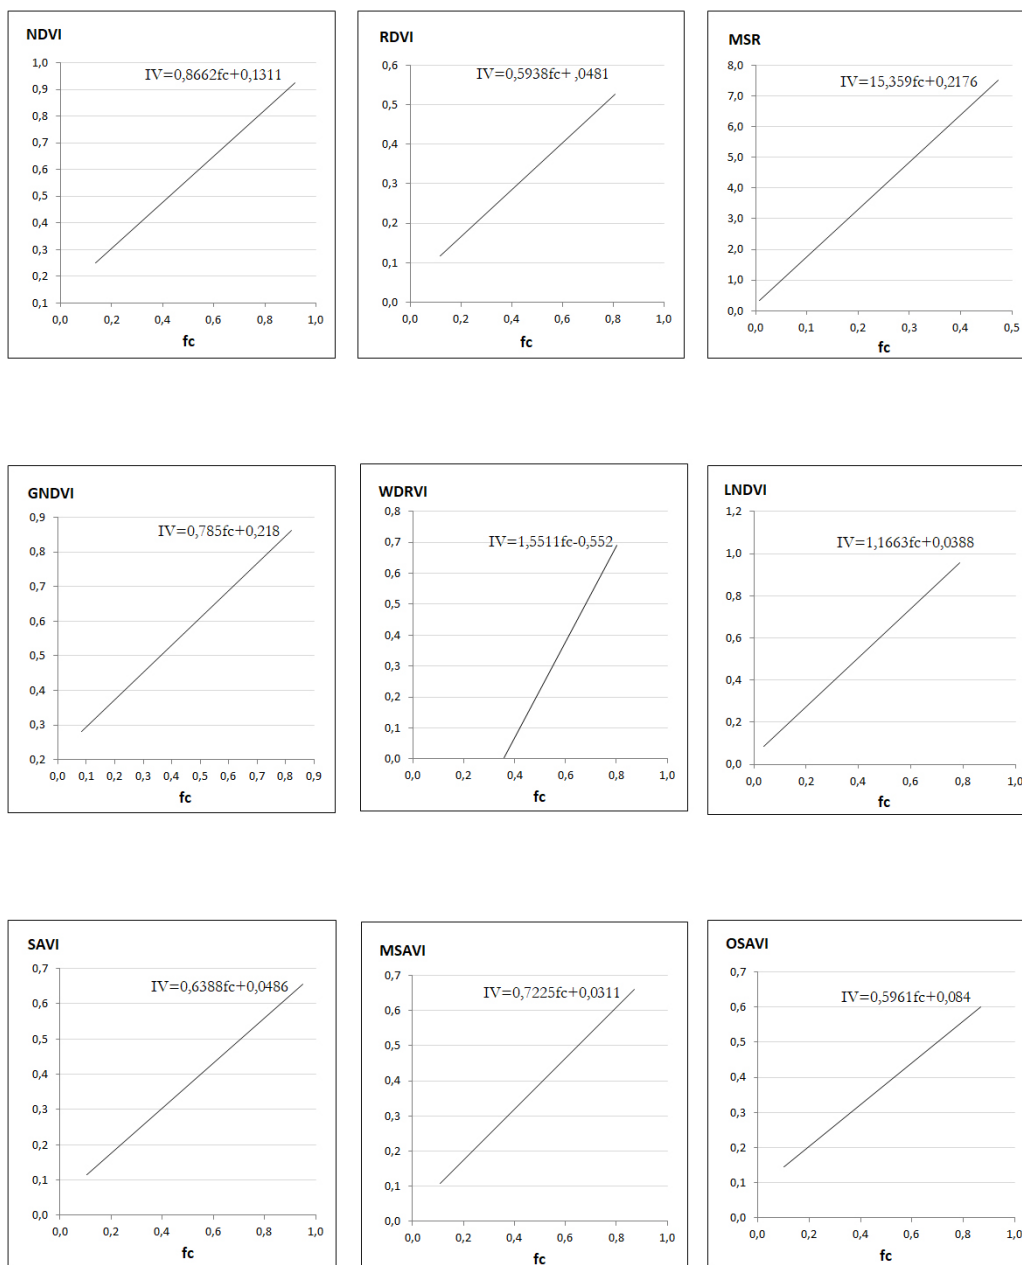 NDVI
IV=0,8662fc+0,1311
1,0
0,9
0,8
0,7
0,6
0,5
0,4
0,3
0,2
0,1
0,0 0,2 0,4 0,6 0,8 1,0
fc
RDVI
IV=0,5938fc+ ,0481
0,6
0,5
0,4
0,3
0,2
0,1
0,0
0,0 0,2 0,4 0,6 0,8 1,0
fc
MSR
IV=15,359fc+0,2176
8,0
7,0
6,0
5,0
4,0
3,0
2,0
1,0
0,0
0,0 0,1 0,2 0,3 0,4 0,5
fc
GNDVI
IV=0,785fc+0,218
0,9
0,8
0,7
0,6
0,5
0,4
0,3
0,2
0,0 0,1 0,2 0,3 0,4 0,5 0,6 0,7 0,8 0,9
fc
WDRVI
IV=1,5511fc-0,552
0,8
0,7
0,6
0,5
0,4
0,3
0,2
0,1
0,0
0,0 0,2 0,4 0,6 0,8 1,0
fc
LNDVI
IV=1,1663fc+0,0388
1,2
1,0
0,8
0,6
0,4
0,2
0,0
0,0 0,2 0,4 0,6 0,8 1,0
fc
SAVI
IV=0,6388fc+0,0486
0,7
0,6
0,5
0,4
0,3
0,2
0,1
0,0
0,0 0,2 0,4 0,6 0,8 1,0
fc
MSAVI
IV=0,7225fc+0,0311
0,7
0,6
0,5
0,4
0,3
0,2
0,1
0,0
0,0 0,2 0,4 0,6 0,8 1,0
fc
OSAVI
IV=0,5961fc+0,084
0,7
0,6
0,5
0,4
0,3
0,2
0,1
0,0
0,0 0,2 0,4 0,6 0,8 1,0
fc